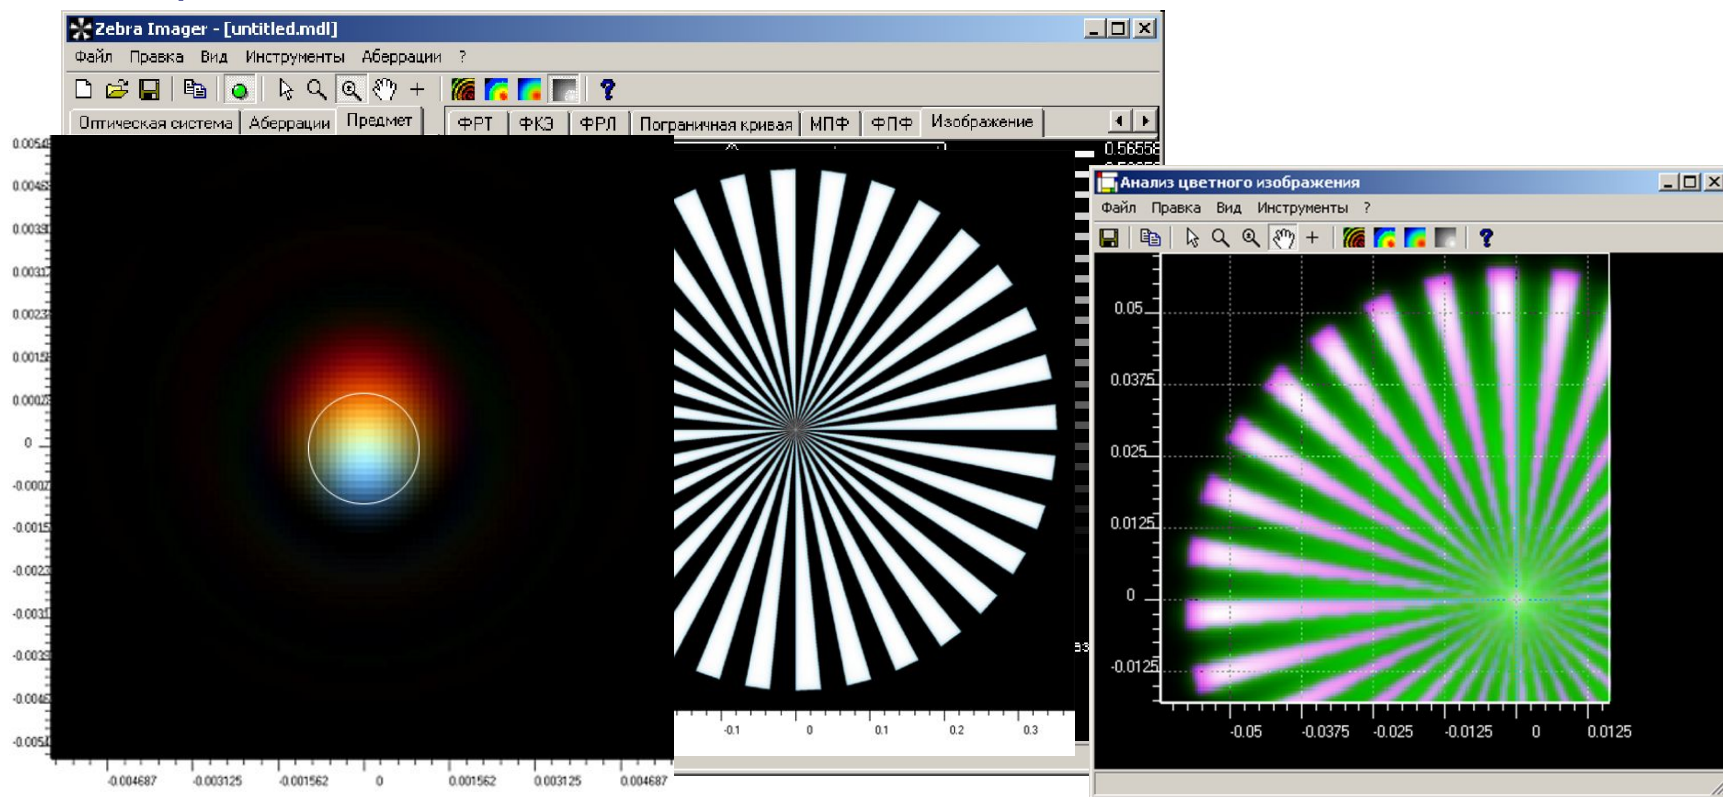 Zebra Imager - [untitled.mdl]
Файл Правка Вид Инструменты Аберрации ?
Оптическая система Аберрации Предмет ФРТ ФКЭ ФРЛ Пограничная кривая МПФ ФПФ Изображение
0.56558
Анализ цветного изображения
Файл Правка Вид Инструменты ?
0
-0.004687 -0.003125 -0.001562 0 0.001562 0.003125 0.004687
-0.1 0 0.1 0.2 0.3
0.05
0.0375
0.025
0.0125
0
-0.0125
-0.05 -0.0375 -0.025 -0.0125 0 0.0125